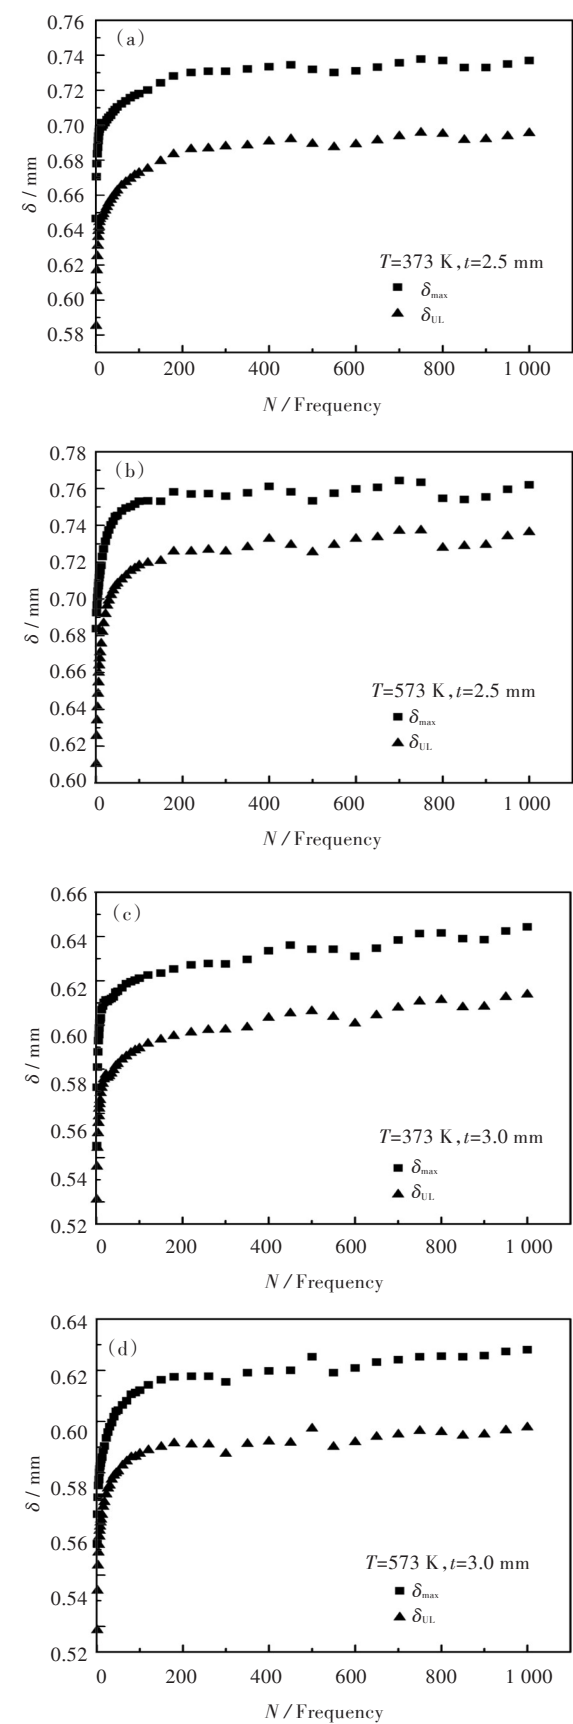 0.76
(a)
0.74
0.72
0.70
0.68
0.66
0.64
0.62
0.60
0.58
δ / mm
T=373 K,t=2.5 mm
δmax
δUL
0 200 400 600 800 1 000
N / Frequency
0.78
(b)
0.76
0.74
0.72
0.70
0.68
0.66
0.64
0.62
0.60
δ / mm
T=573 K,t=2.5 mm
δmax
δUL
0 200 400 600 800 1 000
N / Frequency
0.66
(c)
0.64
0.62
0.60
0.58
0.56
0.54
0.52
δ / mm
T=373 K,t=3.0 mm
δmax
δUL
0 200 400 600 800 1 000
N / Frequency
0.64
(d)
0.62
0.60
0.58
0.56
0.54
0.52
δ / mm
T=573 K,t=3.0 mm
δmax
δUL
0 200 400 600 800 1 000
N / Frequency